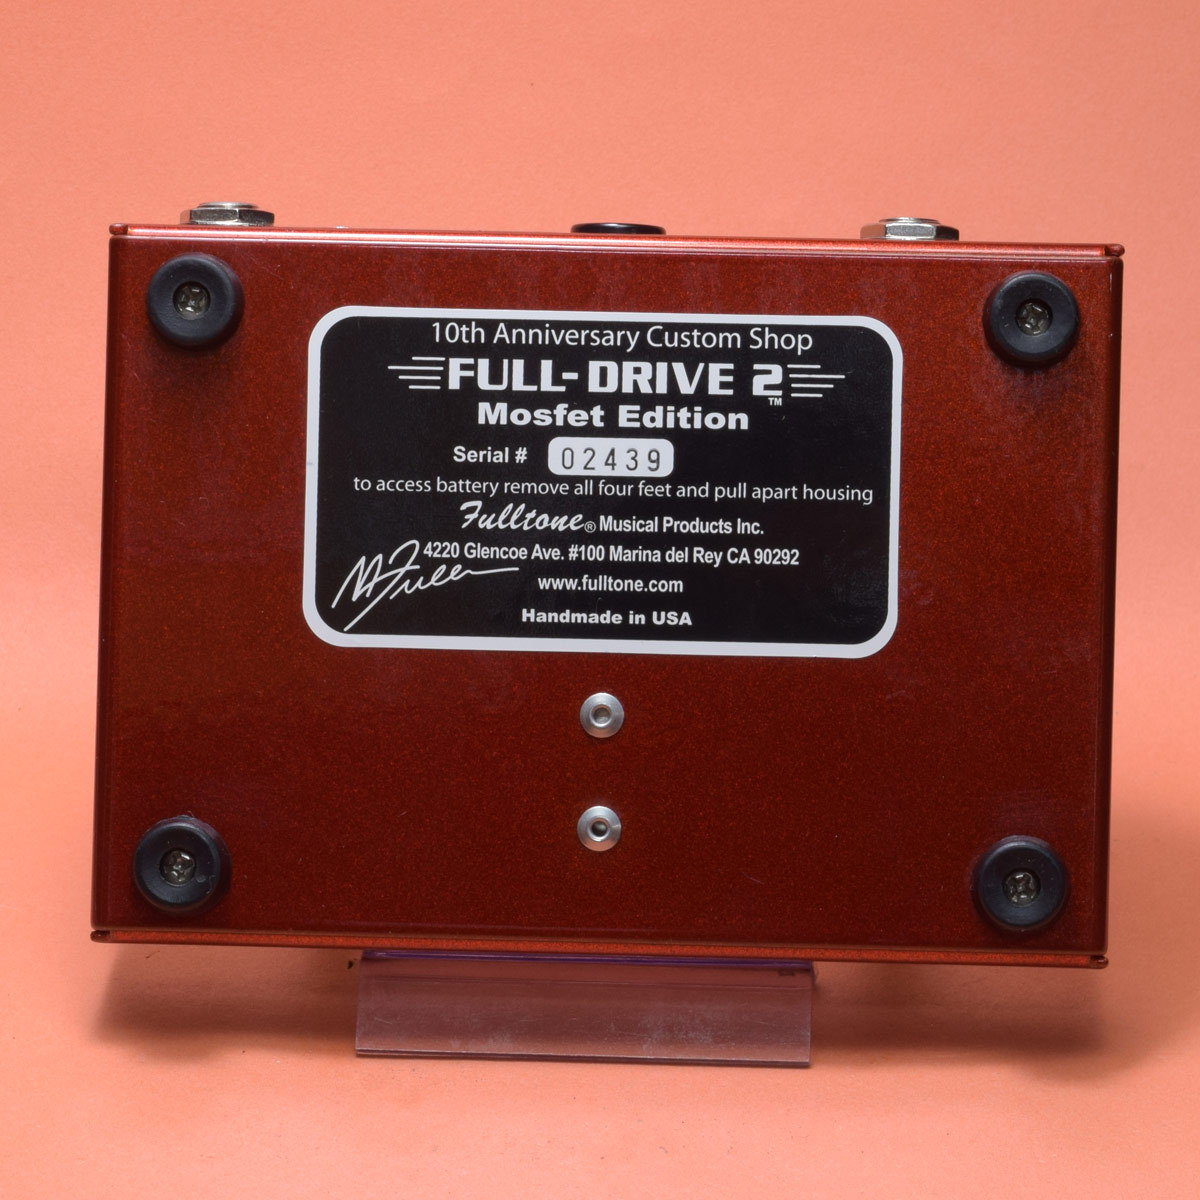 10th Anniversary Custom Shop
FULL-DRIVE 2™
Mosfet Edition
Serial # 02439
to access battery remove all four feet and pull apart housing
Fulltone® Musical Products Inc.
4220 Glencoe Ave. #100 Marina del Rey CA 90292
M Fuller
www.fulltone.com
Handmade in USA